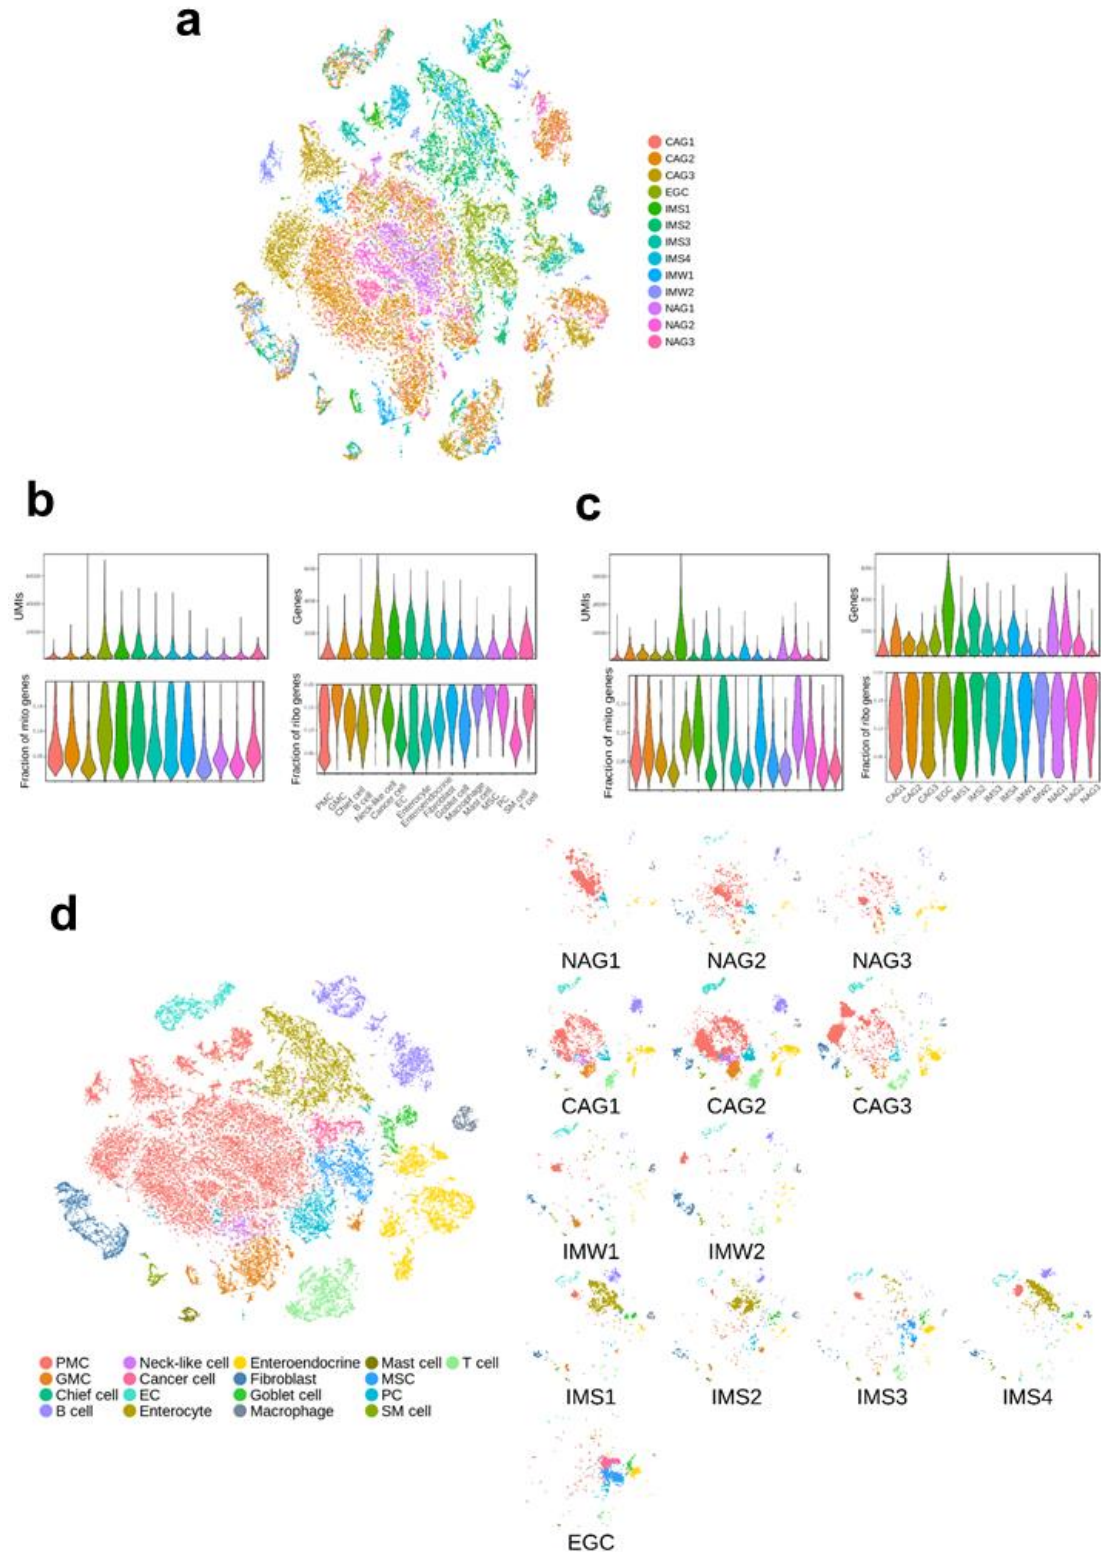 a
CAG1
CAG2
CAG3
EGC
IMS1
IMS2
IMS3
IMS4
IMW1
IMW2
NAG1
NAG2
NAG3
b
c
UMIs
Genes
UMIs
Genes
Fraction of mito genes
Fraction of ribo genes
Fraction of mito genes
Fraction of ribo genes
PMC
GMC
Chief cell
B cell
Neck-like cell
Cancer cell
EC
Enterocyte
Enteroendocrine
Fibroblast
Goblet cell
Macrophage
Mast cell
MSC
PC
SM cell
T cell
CAG1
CAG2
CAG3
EGC
IMS1
IMS2
IMS3
IMS4
IMW1
IMW2
NAG1
NAG2
NAG3
d
NAG1 NAG2 NAG3
CAG1 CAG2 CAG3
IMW1 IMW2
IMS1 IMS2 IMS3 IMS4
EGC
PMC Neck-like cell Enteroendocrine Mast cell T cell
GMC Cancer cell Fibroblast MSC
Chief cell EC Goblet cell PC
B cell Enterocyte Macrophage SM cell